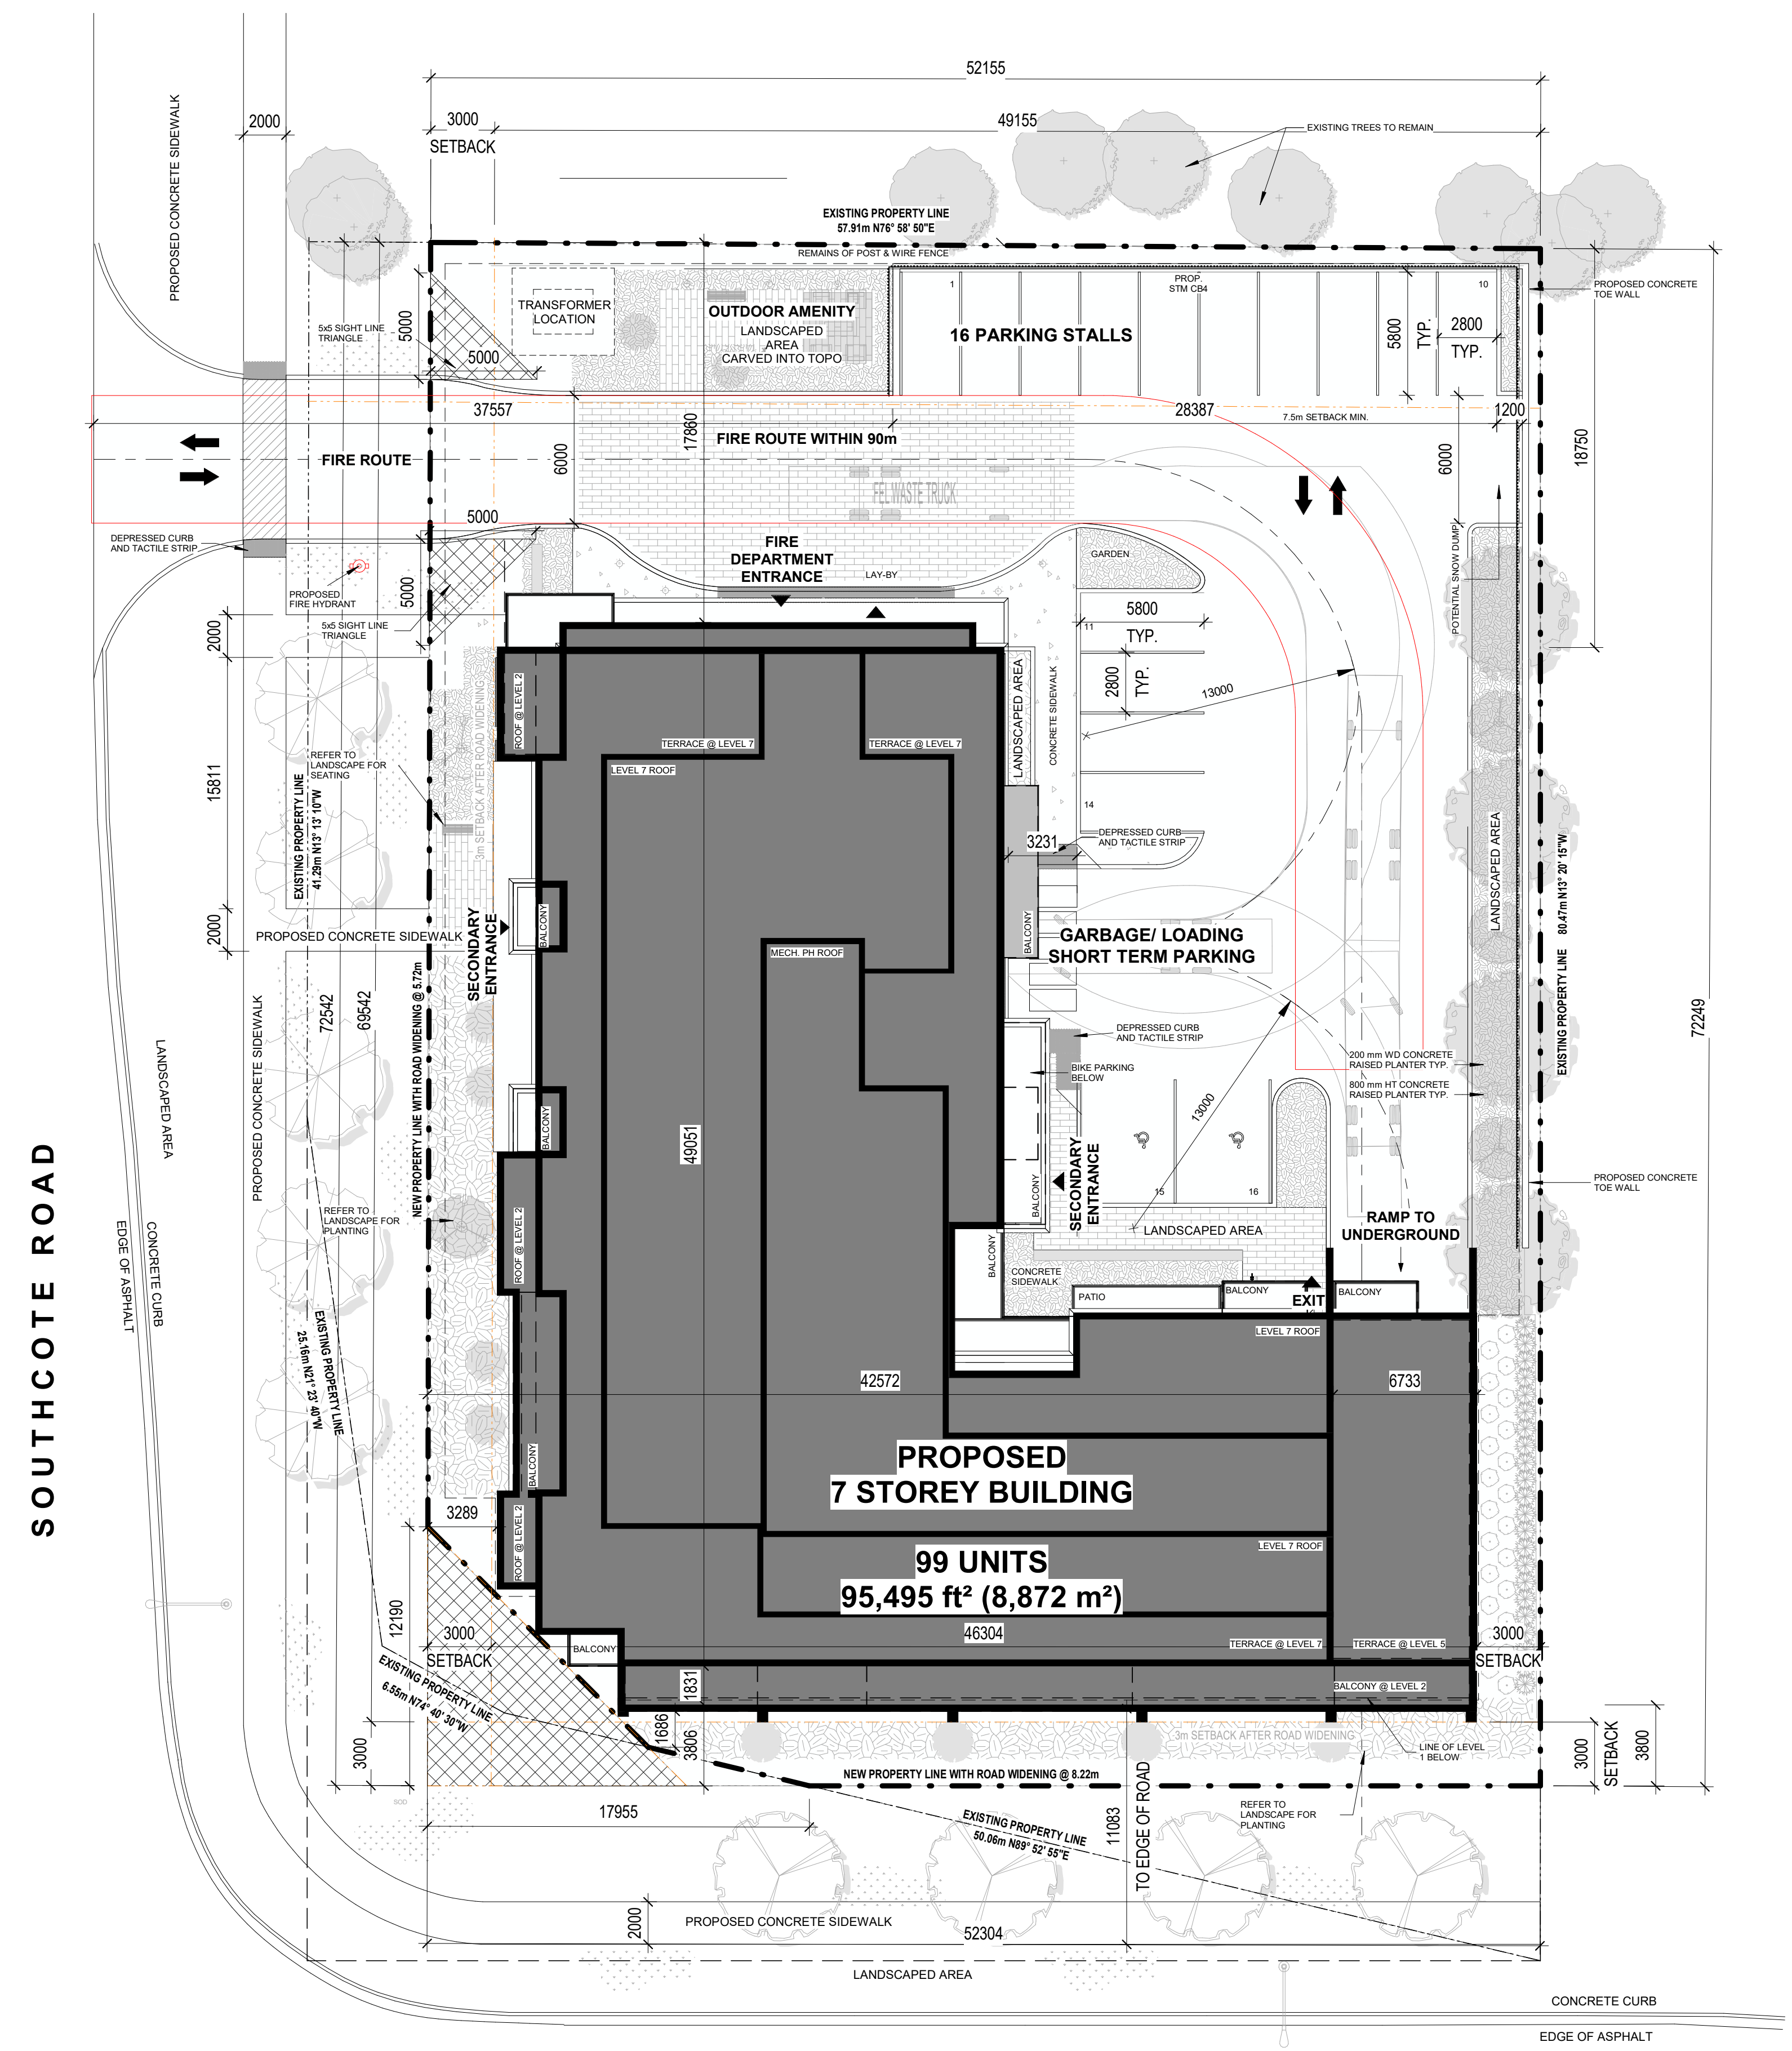 52155
2000
3000
SETBACK
49155
EXISTING TREES TO REMAIN
PROPOSED CONCRETE SIDEWALK
EXISTING PROPERTY LINE
57.91m N76° 58' 50"E
REMAINS OF POST & WIRE FENCE
TRANSFORMER
LOCATION
OUTDOOR AMENITY
LANDSCAPED
AREA
CARVED INTO TOPO
1
PROP.
STM CB4
10
16 PARKING STALLS
5800
TYP.
2800
TYP.
PROPOSED CONCRETE
TOE WALL
5x5 SIGHT LINE
TRIANGLE
5000
5000
37557
17860
28387
7.5m SETBACK MIN.
1200
FIRE ROUTE WITHIN 90m
FIRE ROUTE
6000
6000
18750
FEL WASTE TRUCK
5000
DEPRESSED CURB
AND TACTILE STRIP
FIRE
DEPARTMENT
ENTRANCE
LAY-BY
GARDEN
POTENTIAL SNOW DUMP
PROPOSED
FIRE HYDRANT
5000
5x5 SIGHT LINE
TRIANGLE
2000
5800
TYP.
11
2800
TYP.
13000
ROOF @ LEVEL 2
3m SETBACK AFTER ROAD WIDENING
LANDSCAPED AREA
CONCRETE SIDEWALK
TERRACE @ LEVEL 7
TERRACE @ LEVEL 7
LEVEL 7 ROOF
REFER TO
LANDSCAPE FOR
SEATING
15811
EXISTING PROPERTY LINE
41.29m N13° 13' 10"W
14
3231
DEPRESSED CURB
AND TACTILE STRIP
LANDSCAPED AREA
EXISTING PROPERTY LINE 80.47m N13° 20' 15"W
2000
PROPOSED CONCRETE SIDEWALK
SECONDARY
ENTRANCE
BALCONY
MECH. PH ROOF
BALCONY
GARBAGE/ LOADING
SHORT TERM PARKING
NEW PROPERTY LINE WITH ROAD WIDENING @ 5.72m
72542
69542
PROPOSED CONCRETE SIDEWALK
LANDSCAPED AREA
72249
DEPRESSED CURB
AND TACTILE STRIP
BIKE PARKING
BELOW
200 mm WD CONCRETE
RAISED PLANTER TYP.
800 mm HT CONCRETE
RAISED PLANTER TYP.
13000
BALCONY
49051
SECONDARY
ENTRANCE
BALCONY
15
16
PROPOSED CONCRETE
TOE WALL
SOUTHCOTE ROAD
EDGE OF ASPHALT
CONCRETE CURB
REFER TO
LANDSCAPE FOR
PLANTING
ROOF @ LEVEL 2
BALCONY
LANDSCAPED AREA
RAMP TO
UNDERGROUND
CONCRETE
SIDEWALK
PATIO
BALCONY
EXIT
BALCONY
LEVEL 7 ROOF
EXISTING PROPERTY LINE
25.16m N21° 23' 40"W
42572
6733
BALCONY
PROPOSED
7 STOREY BUILDING
3289
ROOF @ LEVEL 2
LEVEL 7 ROOF
99 UNITS
95,495 ft² (8,872 m²)
12190
3000
SETBACK
BALCONY
46304
TERRACE @ LEVEL 7
TERRACE @ LEVEL 5
3000
SETBACK
EXISTING PROPERTY LINE
6.55m N74° 40' 30"W
1831
BALCONY @ LEVEL 2
1686
3806
3m SETBACK AFTER ROAD WIDENING
LINE OF LEVEL
1 BELOW
3000
3000
SETBACK
3800
NEW PROPERTY LINE WITH ROAD WIDENING @ 8.22m
SOD
17955
EXISTING PROPERTY LINE
50.06m N89° 52' 55"E
11083
TO EDGE OF ROAD
REFER TO
LANDSCAPE FOR
PLANTING
2000
PROPOSED CONCRETE SIDEWALK
52304
LANDSCAPED AREA
CONCRETE CURB
EDGE OF ASPHALT